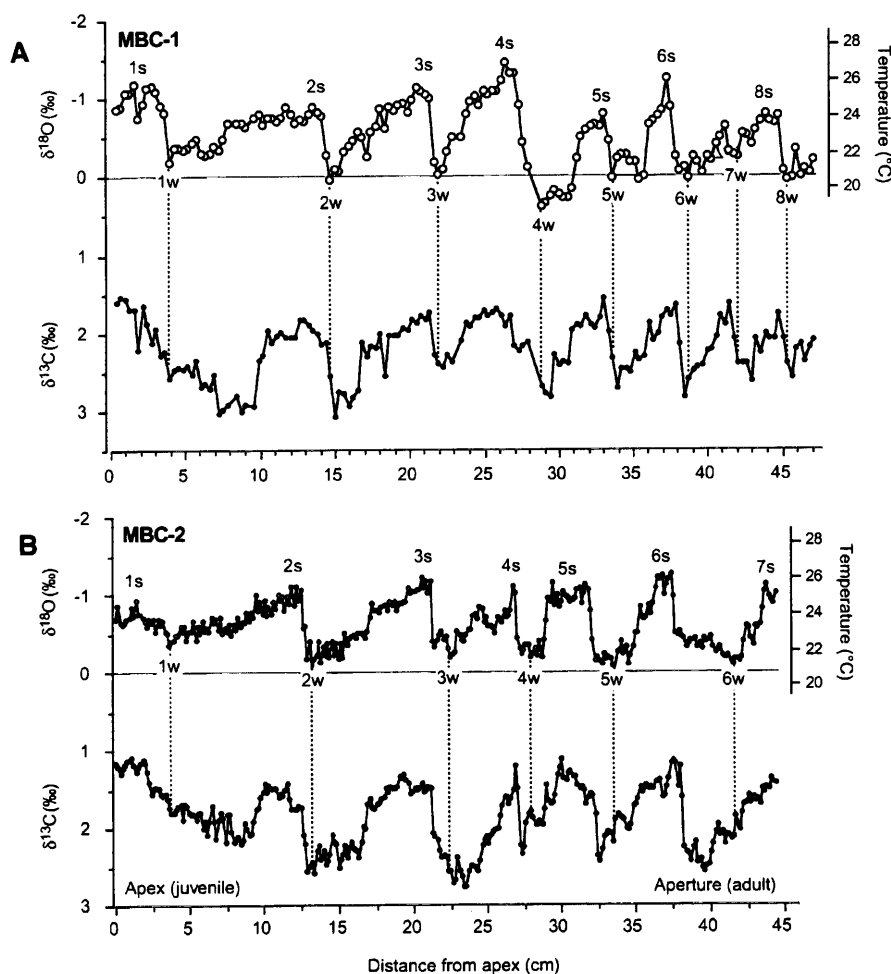 A
MBC-1
-2
-1
0
1
2
3
δ18O (‰)
δ13C (‰)
1s
2s
3s
4s
5s
6s
8s
1w
2w
3w
4w
5w
6w
7w
8w
28
26
24
22
20
Temperature (°C)
0 5 10 15 20 25 30 35 40 45
B
MBC-2
-2
-1
0
1
2
3
δ18O (‰)
δ13C (‰)
1s
2s
3s
4s
5s
6s
7s
1w
2w
3w
4w
5w
6w
28
26
24
22
20
Temperature (°C)
Apex (juvenile)
Aperture (adult)
0 5 10 15 20 25 30 35 40 45
Distance from apex (cm)